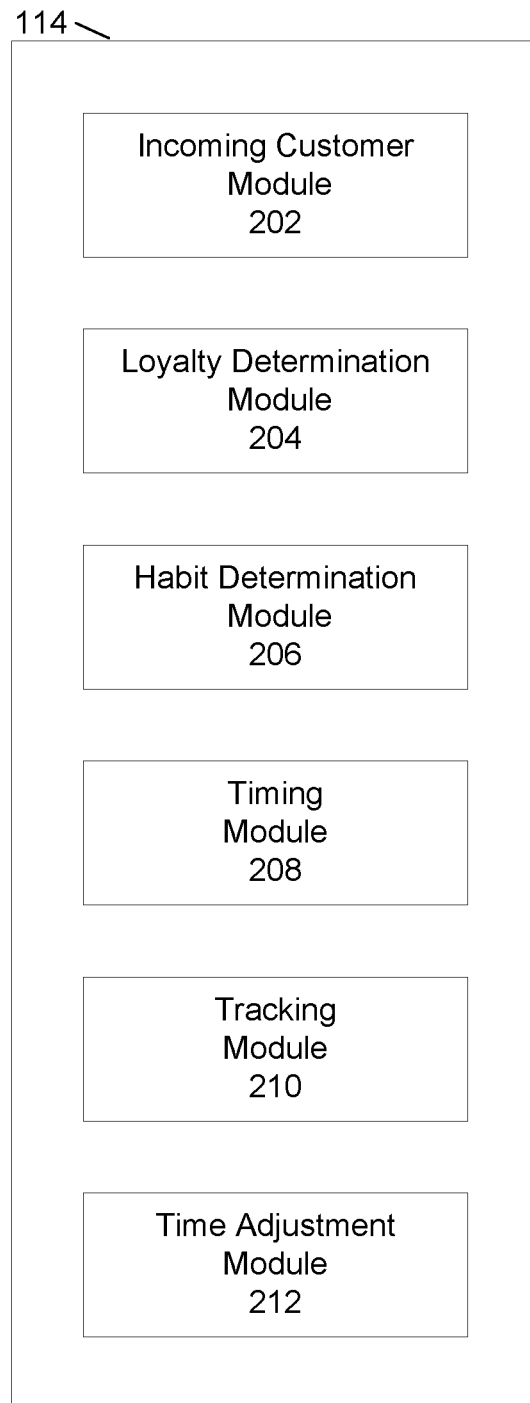 114
Incoming Customer
Module
202
Loyalty Determination
Module
204
Habit Determination
Module
206
Timing
Module
208
Tracking
Module
210
Time Adjustment
Module
212